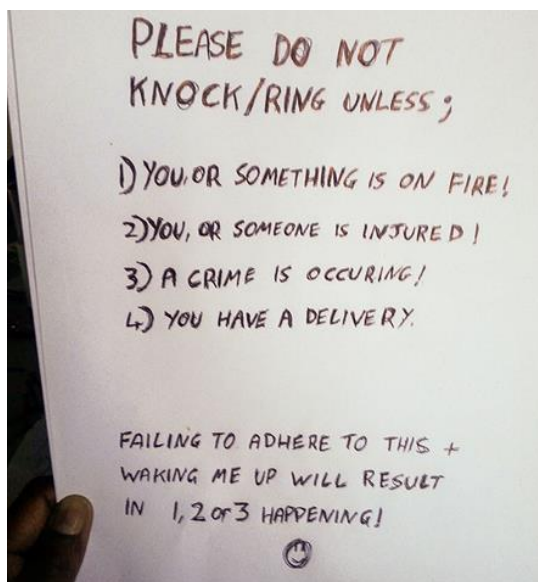 PLEASE DO NOT
KNOCK/RING UNLESS;
1) YOU, OR SOMETHING IS ON FIRE!
2) YOU, OR SOMEONE IS INJURED!
3) A CRIME IS OCCURING!
4) YOU HAVE A DELIVERY.
FAILING TO ADHERE TO THIS +
WAKING ME UP WILL RESULT
IN 1, 2 or 3 HAPPENING!